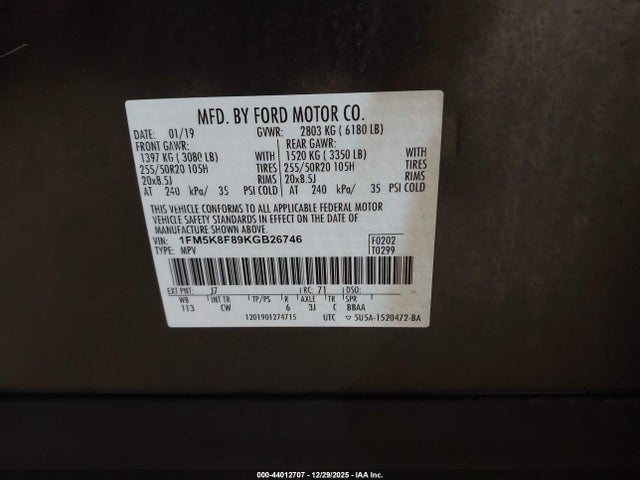 MFD. BY FORD MOTOR CO.
DATE: 01/19 GVWR: 2803 KG ( 6180 LB)
FRONT GAWR: REAR GAWR:
1397 KG ( 3080 LB) WITH 1520 KG ( 3350 LB) WITH
255/50R20 105H TIRES 255/50R20 105H TIRES
20x8.5J RIMS 20x8.5J RIMS
AT 240 kPa/ 35 PSI COLD AT 240 kPa/ 35 PSI COLD
THIS VEHICLE CONFORMS TO ALL APPLICABLE FEDERAL MOTOR
VEHICLE SAFETY STANDARDS IN EFFECT ON THE DATE OF
MANUFACTURE SHOWN ABOVE.
VIN: 1FM5K8F89KGB26746 F0202
TYPE: MPV T0299
EXT PNT: J7 RC: 71 DSO:
WB INT TR TP/PS R AXLE TR SPR
113 CW 6 3J C BBAA
1201901274715 UTC ▽ 5U5A-1520472-BA
000-44012707 - 12/29/2025 - IAA Inc.